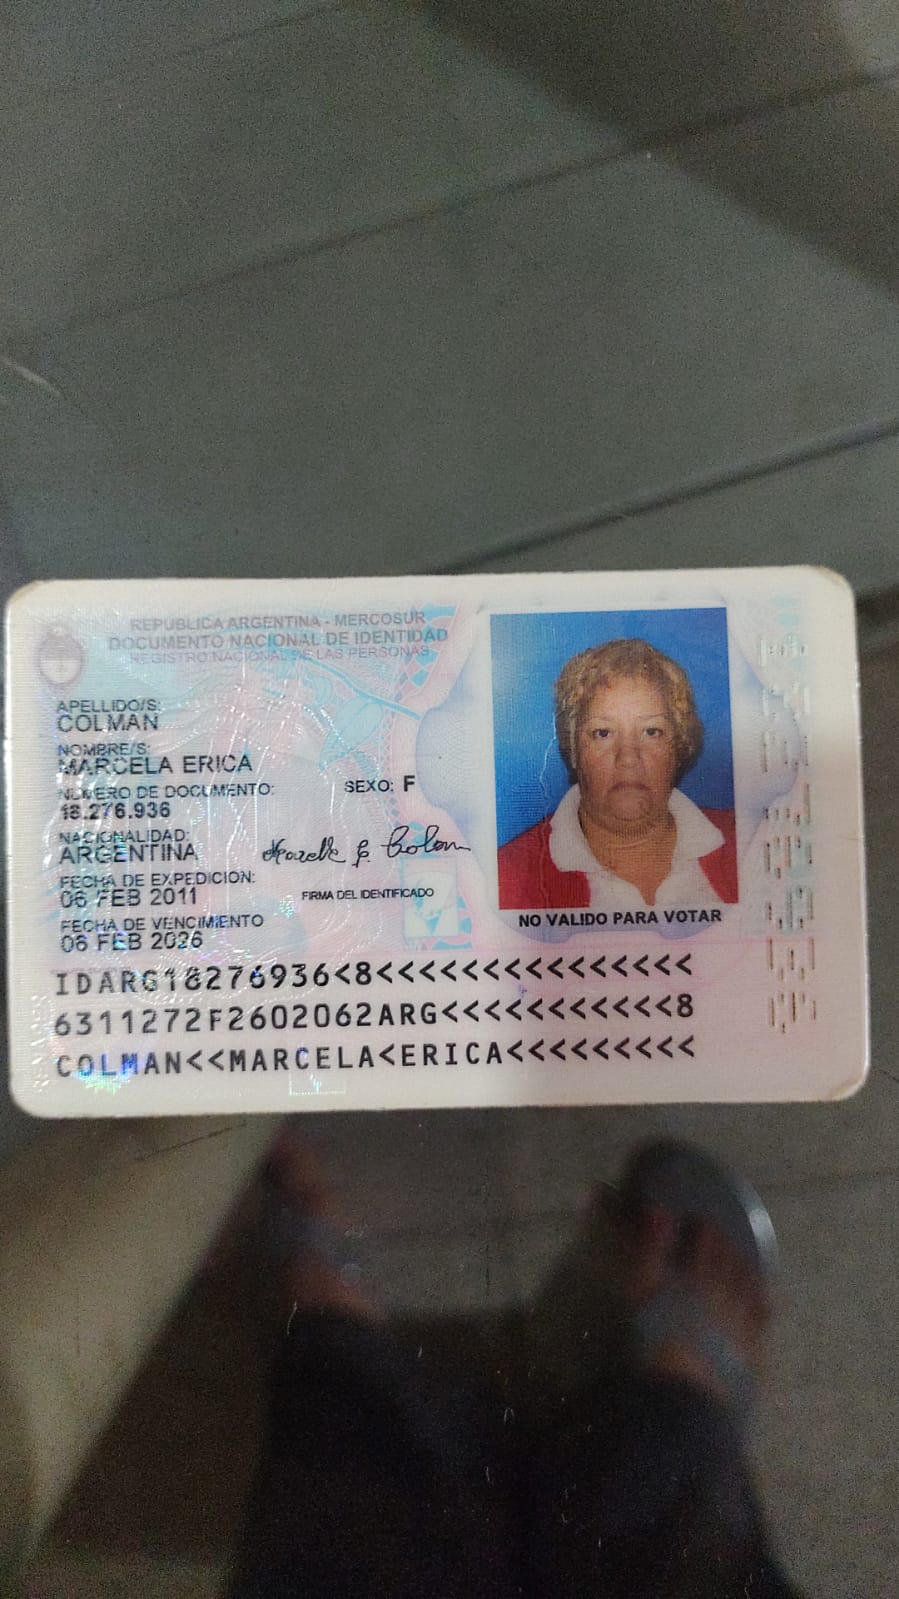 REPUBLICA ARGENTINA - MERCOSUR
DOCUMENTO NACIONAL DE IDENTIDAD
REGISTRO NACIONAL DE LAS PERSONAS
APELLIDO/S:
COLMAN
NOMBRE/S:
MARCELA ERICA
NUMERO DE DOCUMENTO:
18.276.936
SEXO: F
NACIONALIDAD:
ARGENTINA
FECHA DE EXPEDICION:
06 FEB 2011
FIRMA DEL IDENTIFICADO
FECHA DE VENCIMIENTO
06 FEB 2026
NO VALIDO PARA VOTAR
IDARG18276936<8<<<<<<<<<<<<<<<
6311272F2602062ARG<<<<<<<<<<<8
COLMAN<<MARCELA<ERICA<<<<<<<<<